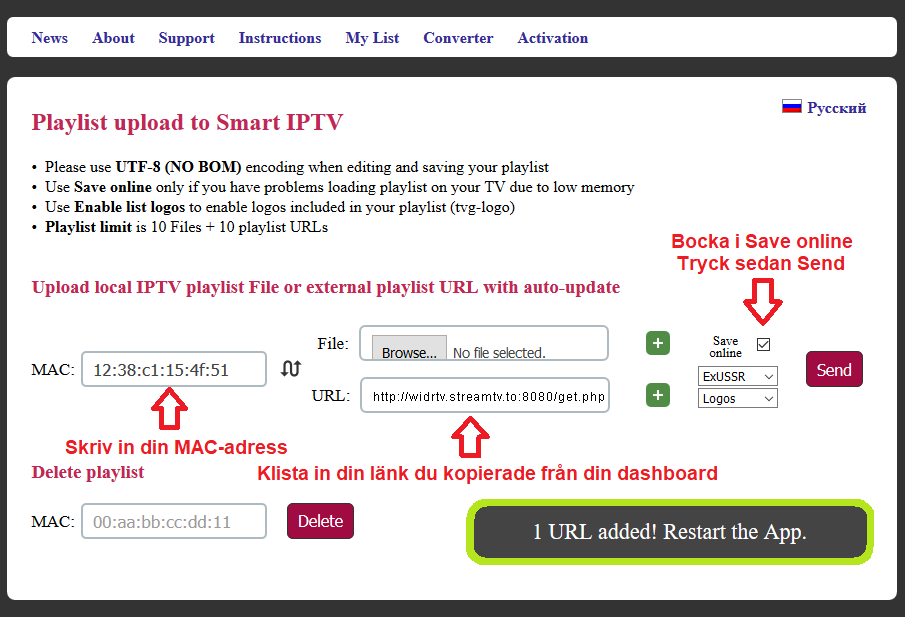 News About Support Instructions My List Converter Activation
Русский
Playlist upload to Smart IPTV
• Please use UTF-8 (NO BOM) encoding when editing and saving your playlist
• Use Save online only if you have problems loading playlist on your TV due to low memory
• Use Enable list logos to enable logos included in your playlist (tvg-logo)
• Playlist limit is 10 Files + 10 playlist URLs
Bocka i Save online
Tryck sedan Send
Upload local IPTV playlist File or external playlist URL with auto-update
File: Browse... No file selected. +
Save
online
MAC: 12:38:c1:15:4f:51
ExUSSR
Send
URL: http://widrtv.streamtv.to:8080/get.php +
Logos
Skriv in din MAC-adress
Klista in din länk du kopierade från din dashboard
Delete playlist
MAC: 00:aa:bb:cc:dd:11 Delete
1 URL added! Restart the App.